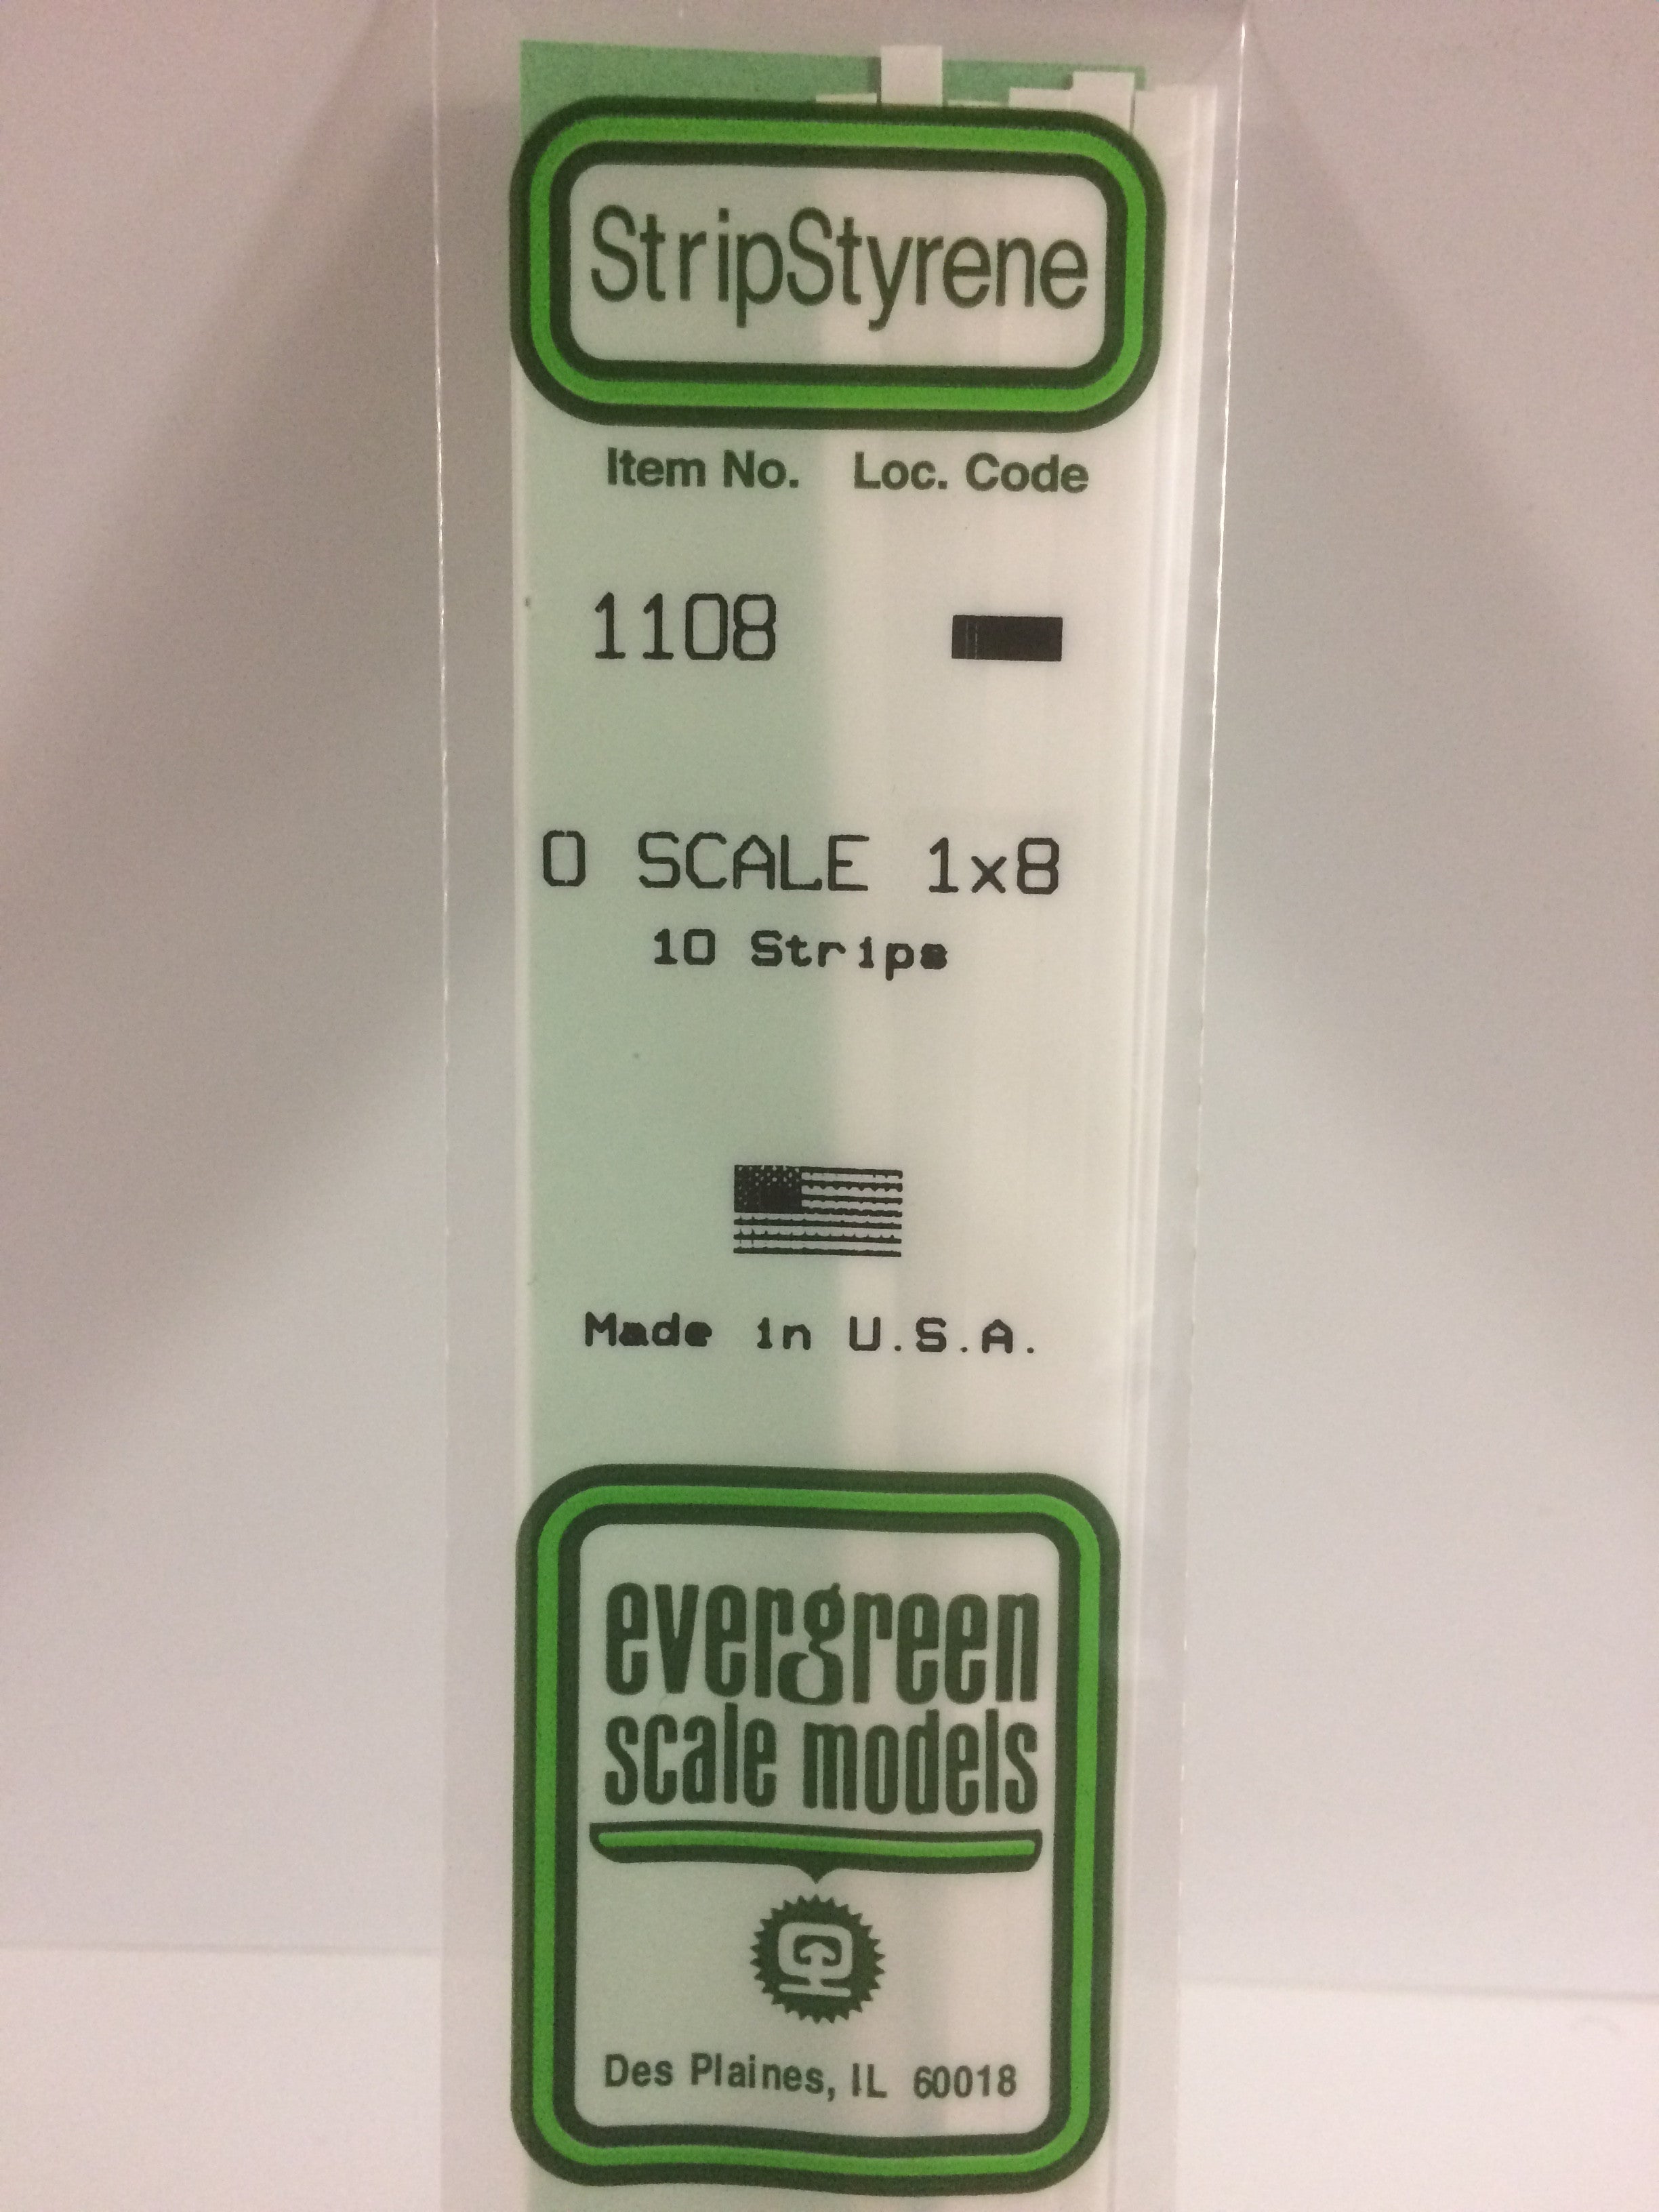 StripStyrene
Item No. Loc. Code
1108
O SCALE 1x8
10 Strips
Made in U.S.A.
evergreen
scale models
Des Plaines, IL 60018